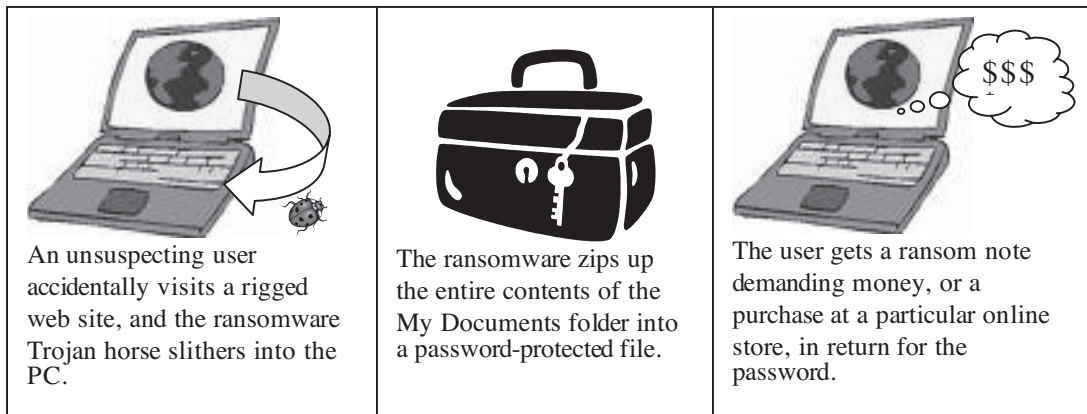 $$$
An unsuspecting user
accidentally visits a rigged
web site, and the ransomware
Trojan horse slithers into the
PC.
The ransomware zips up
the entire contents of the
My Documents folder into
a password-protected file.
The user gets a ransom note
demanding money, or a
purchase at a particular online
store, in return for the
password.